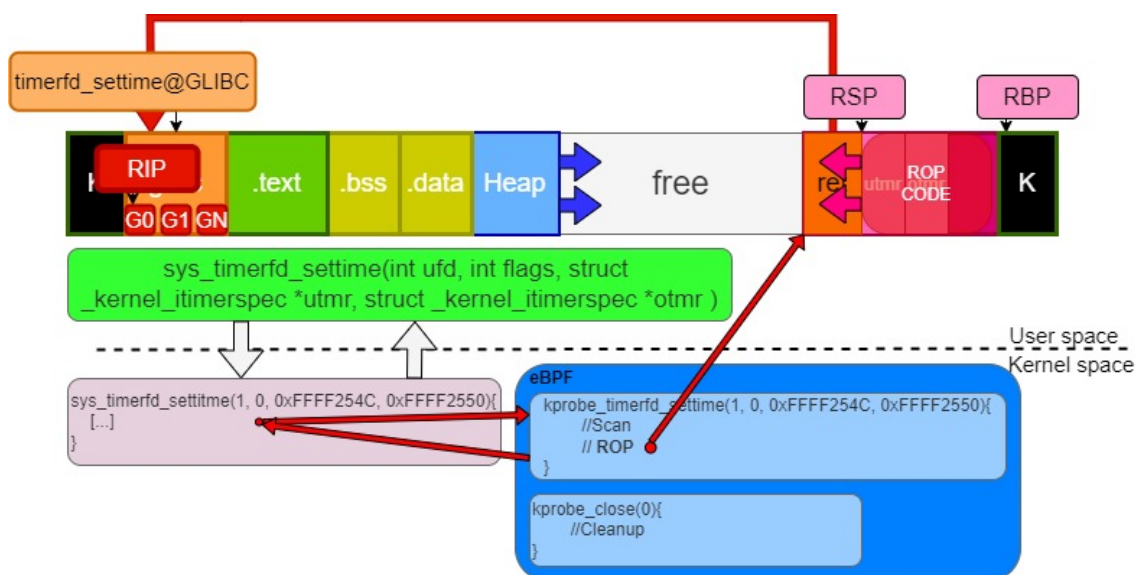 timerfd_settime@GLIBC
RSP
RBP
RIP
G0 G1 GN
.text
.bss
.data
Heap
free
utmr
ROP
CODE
K
sys_timerfd_settime(int ufd, int flags, struct
_kernel_itimerspec *utmr, struct _kernel_itimerspec *otmr )
User space
Kernel space
sys_timerfd_settitme(1, 0, 0xFFFF254C, 0xFFFF2550){
[...]
}
eBPF
kprobe_timerfd_settime(1, 0, 0xFFFF254C, 0xFFFF2550){
//Scan
// ROP
}
kprobe_close(0){
//Cleanup
}